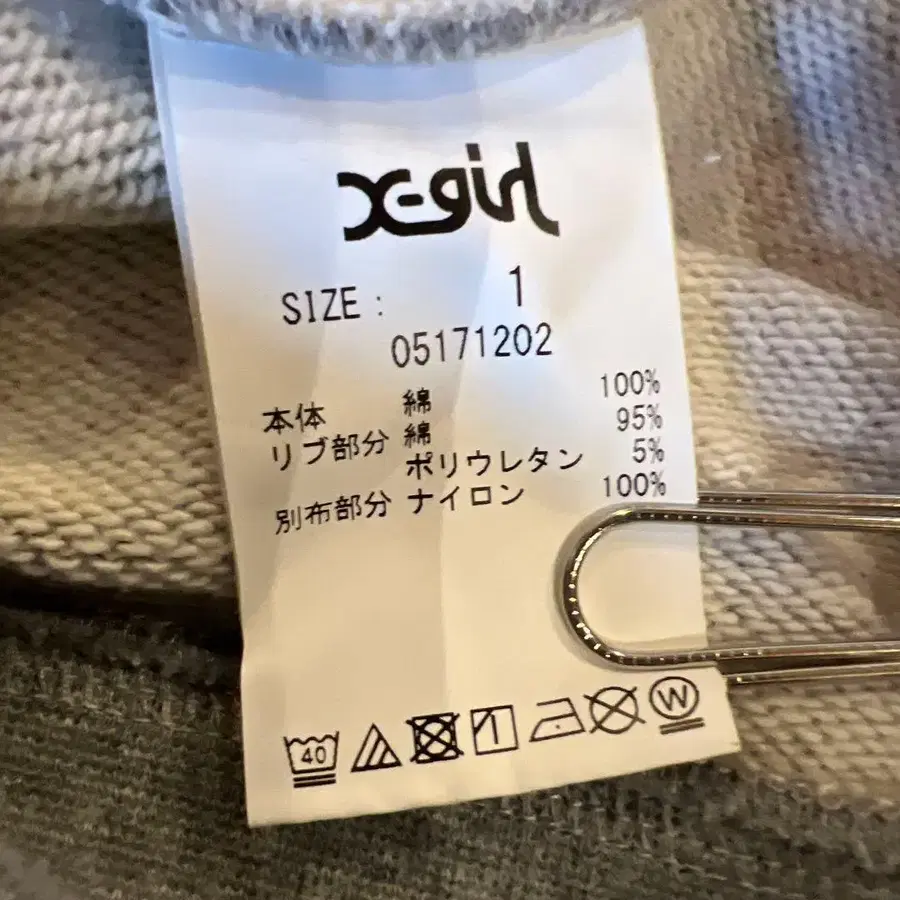 X-girl
SIZE : 1
05171202
本体 綿 100%
リブ部分 綿 95%
ポリウレタン 5%
別布部分 ナイロン 100%
40 W